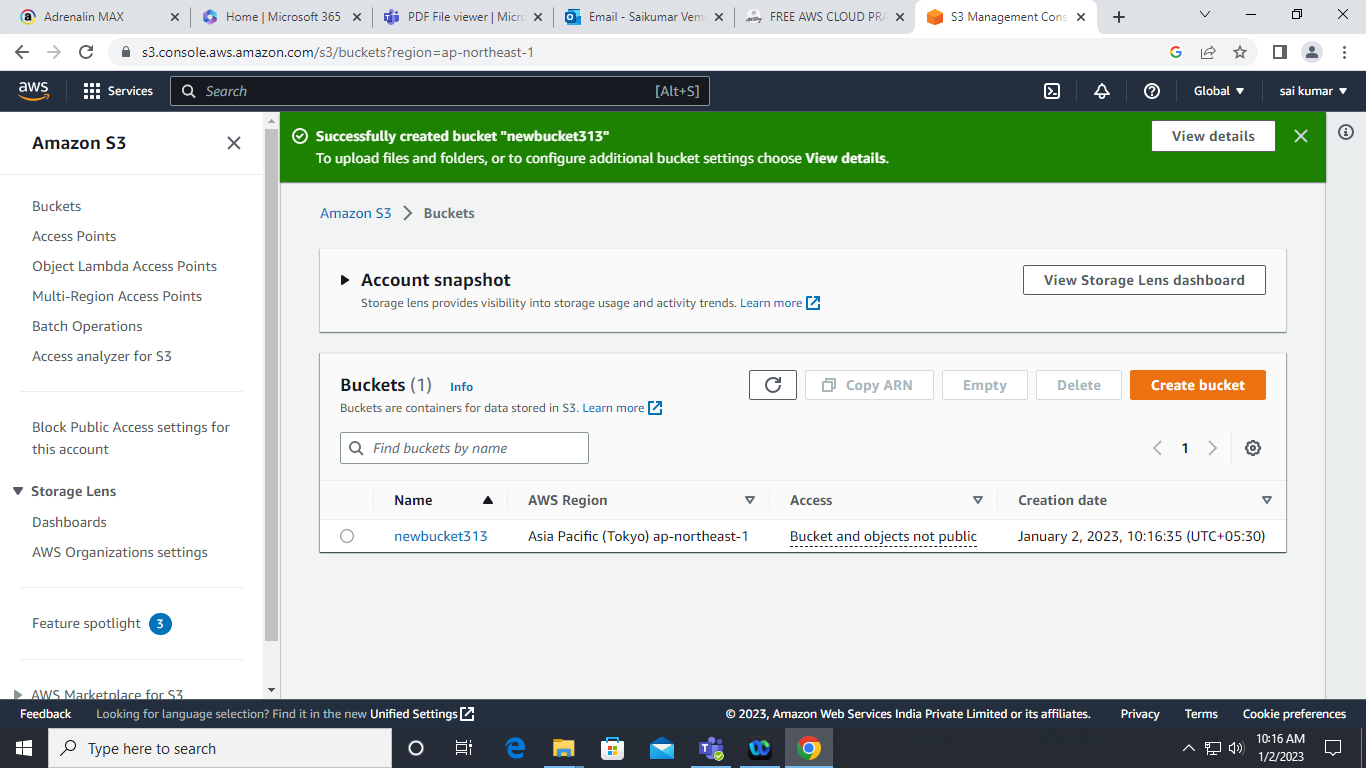 Adrenalin MAX
Home | Microsoft 365
PDF File viewer | Micr
Email - Saikumar Vem
FREE AWS CLOUD PRA
S3 Management Cons
s3.console.aws.amazon.com/s3/buckets?region=ap-northeast-1
aws
Services
Search
[Alt+S]
Global
sai kumar
Amazon S3
Buckets
Access Points
Object Lambda Access Points
Multi-Region Access Points
Batch Operations
Access analyzer for S3
Block Public Access settings for
this account
Storage Lens
Dashboards
AWS Organizations settings
Feature spotlight 3
AWS Marketplace for S3
Successfully created bucket "newbucket313"
To upload files and folders, or to configure additional bucket settings choose View details.
View details
Amazon S3 Buckets
Account snapshot
Storage lens provides visibility into storage usage and activity trends. Learn more
View Storage Lens dashboard
Buckets (1) Info
Buckets are containers for data stored in S3. Learn more
Copy ARN
Empty
Delete
Create bucket
Find buckets by name
1
Name AWS Region Access Creation date
newbucket313 Asia Pacific (Tokyo) ap-northeast-1 Bucket and objects not public January 2, 2023, 10:16:35 (UTC+05:30)
Feedback Looking for language selection? Find it in the new Unified Settings
© 2023, Amazon Web Services India Private Limited or its affiliates. Privacy Terms Cookie preferences
Type here to search
10:16 AM
1/2/2023